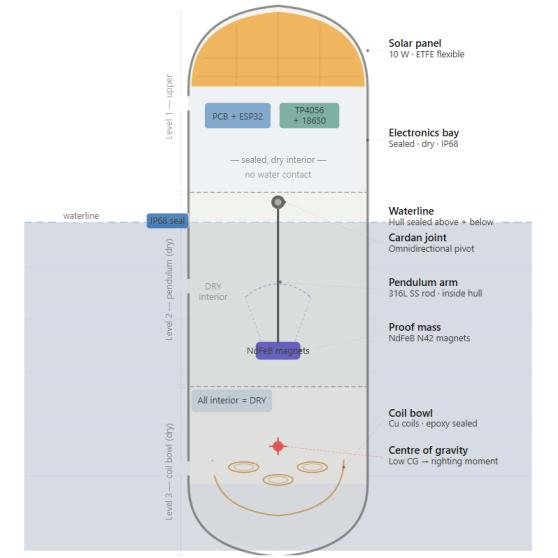 Solar panel
10 W · ETFE flexible
Level 1 — upper
PCB + ESP32
TP4056
+ 18650
Electronics bay
Sealed · dry · IP68
— sealed, dry interior —
no water contact
waterline
IP68 seal
Waterline
Hull sealed above + below
Cardan joint
Omnidirectional pivot
Level 2 — pendulum (dry)
DRY
interior
Pendulum arm
316L SS rod · inside hull
Proof mass
NdFeB N42 magnets
NdFeB magnets
All interior = DRY
Coil bowl
Cu coils · epoxy sealed
Level 3 — coil bowl (dry)
Centre of gravity
Low CG → righting moment